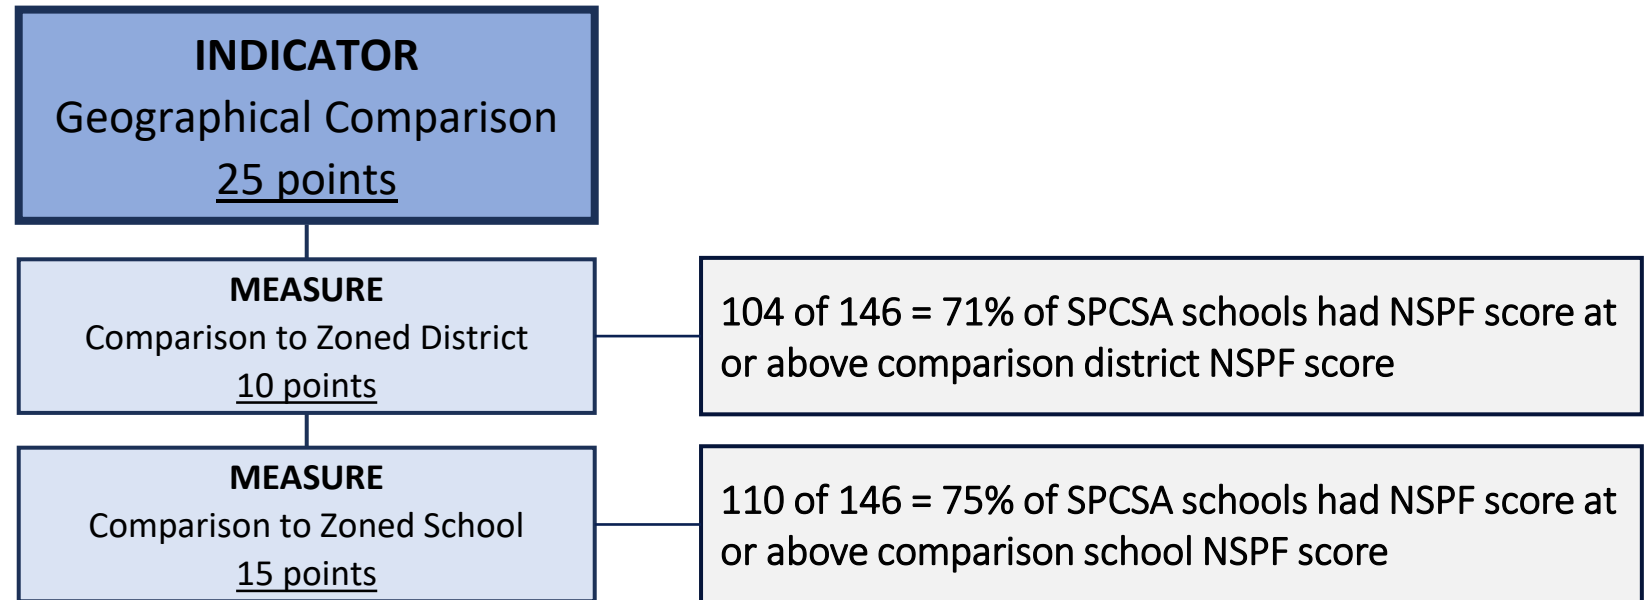 INDICATOR
Geographical Comparison
25 points
MEASURE
Comparison to Zoned District
10 points
104 of 146 = 71% of SPCSA schools had NSPF score at
or above comparison district NSPF score
MEASURE
Comparison to Zoned School
15 points
110 of 146 = 75% of SPCSA schools had NSPF score at
or above comparison school NSPF score